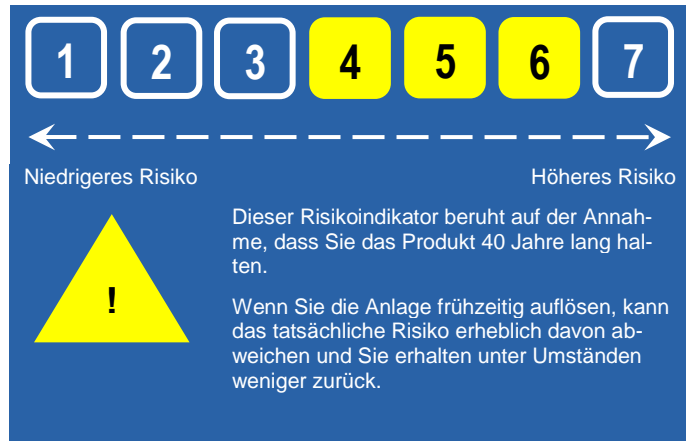 1 2 3 4 5 6 7
Niedrigeres Risiko Höheres Risiko
Dieser Risikoindikator beruht auf der Annah-
me, dass Sie das Produkt 40 Jahre lang hal-
ten.
!
Wenn Sie die Anlage frühzeitig auflösen, kann
das tatsächliche Risiko erheblich davon ab-
weichen und Sie erhalten unter Umständen
weniger zurück.